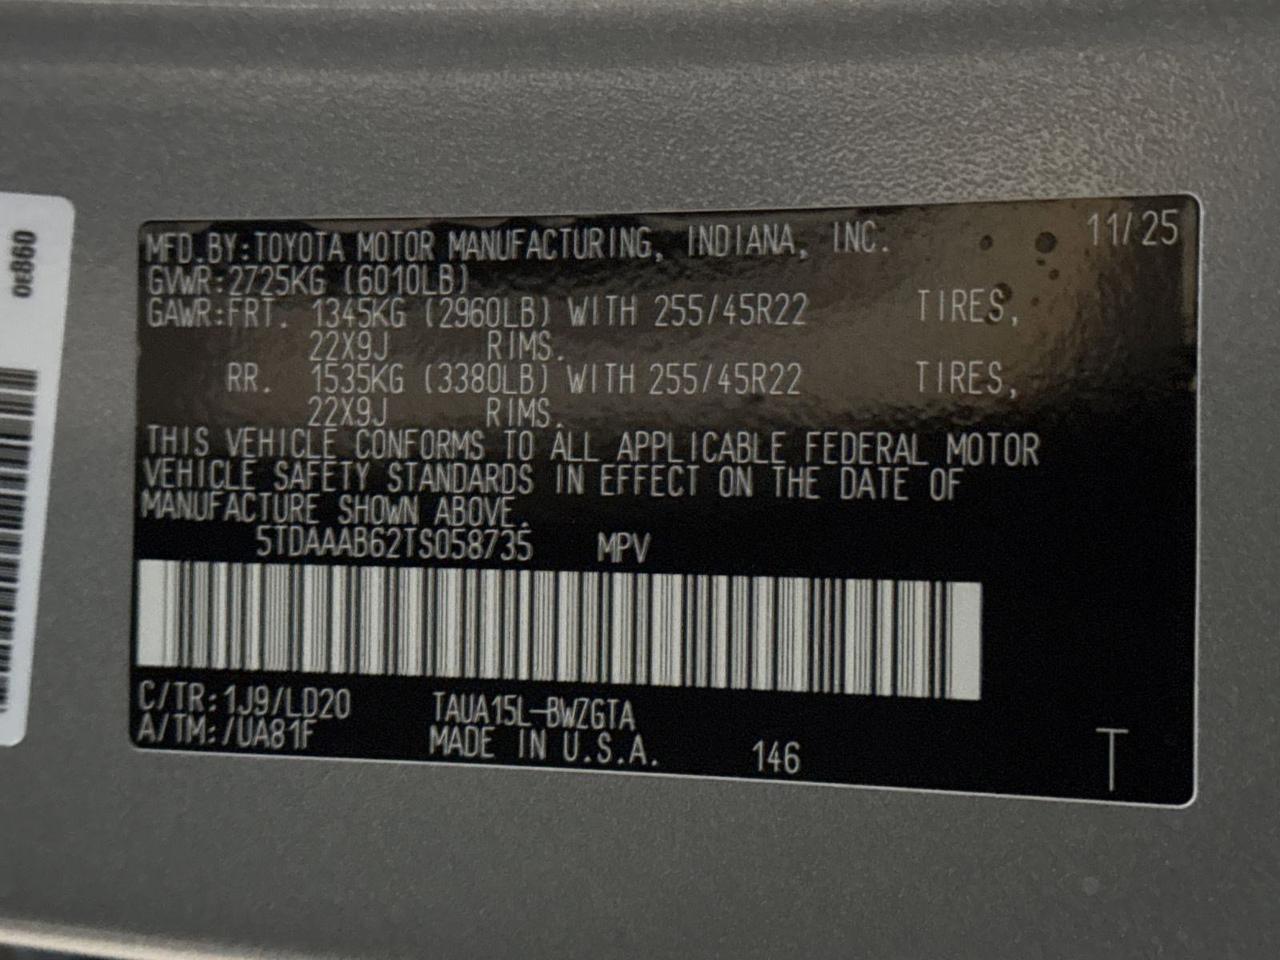 MFD.BY:TOYOTA MOTOR MANUFACTURING, INDIANA, INC. 11/25
GVWR:2725KG (6010LB)
GAWR:FRT. 1345KG (2960LB) WITH 255/45R22 TIRES,
22X9J RIMS.
RR. 1535KG (3380LB) WITH 255/45R22 TIRES,
22X9J RIMS.
THIS VEHICLE CONFORMS TO ALL APPLICABLE FEDERAL MOTOR
VEHICLE SAFETY STANDARDS IN EFFECT ON THE DATE OF
MANUFACTURE SHOWN ABOVE.
5TDAAAB62TS058735 MPV
C/TR:1J9/LD20 TAUA15L-BWZGTA
A/TM:/UA81F MADE IN U.S.A. 146 T